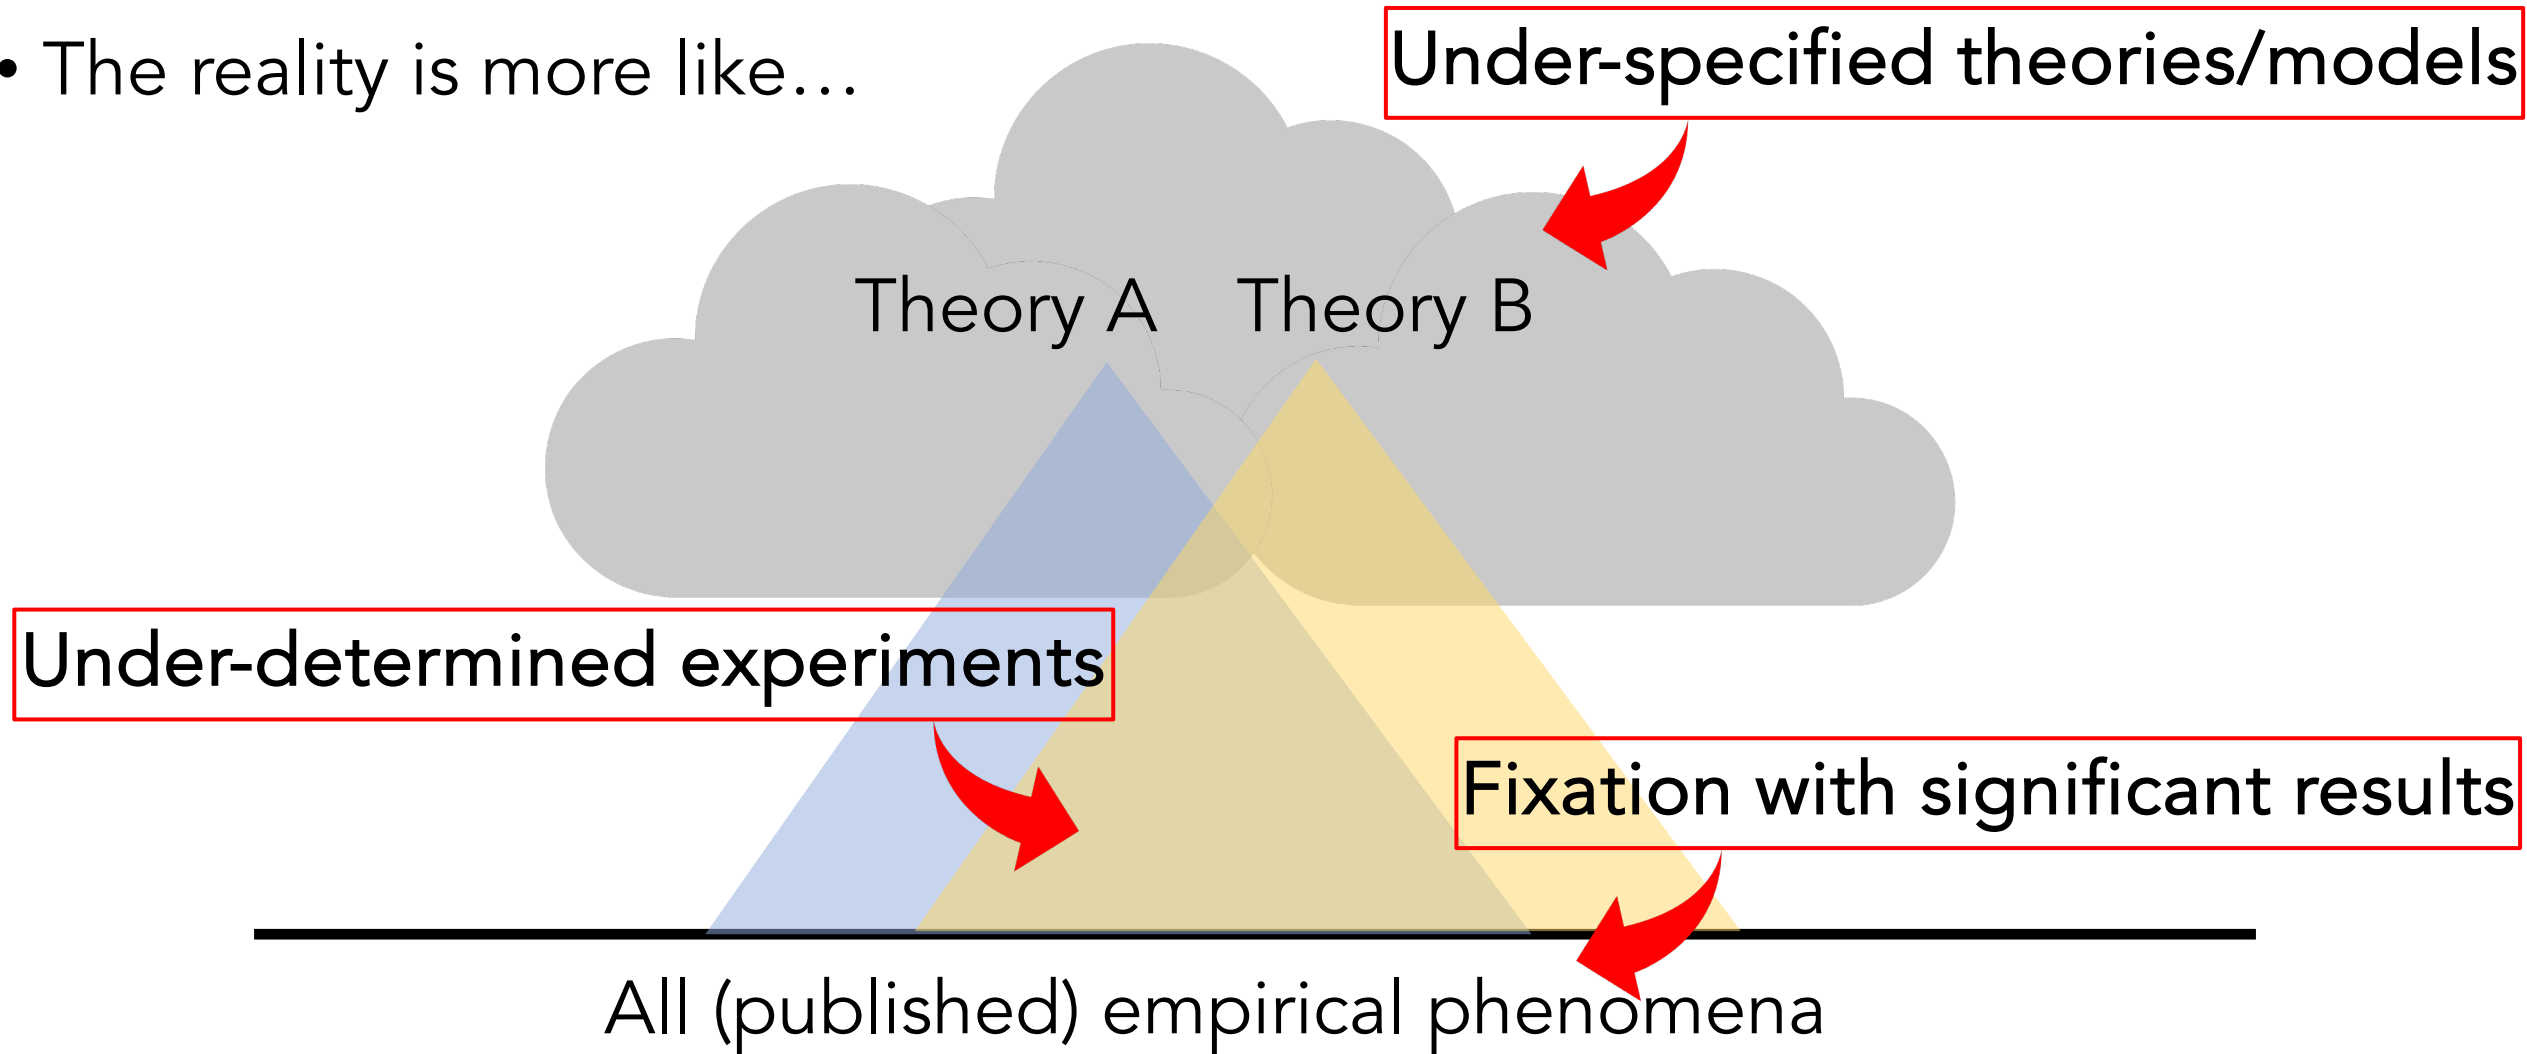 • The reality is more like…
Under-specified theories/models
Theory A
Theory B
Under-determined experiments
Fixation with significant results
All (published) empirical phenomena